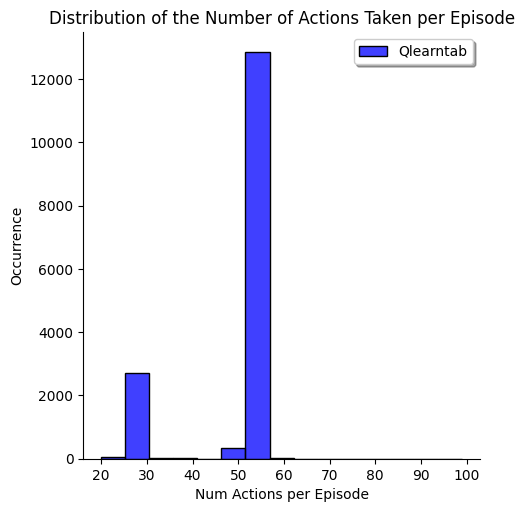 Distribution of the Number of Actions Taken per Episode
Qlearntab
12000
10000
8000
6000
4000
2000
0
Occurrence
20 30 40 50 60 70 80 90 100
Num Actions per Episode